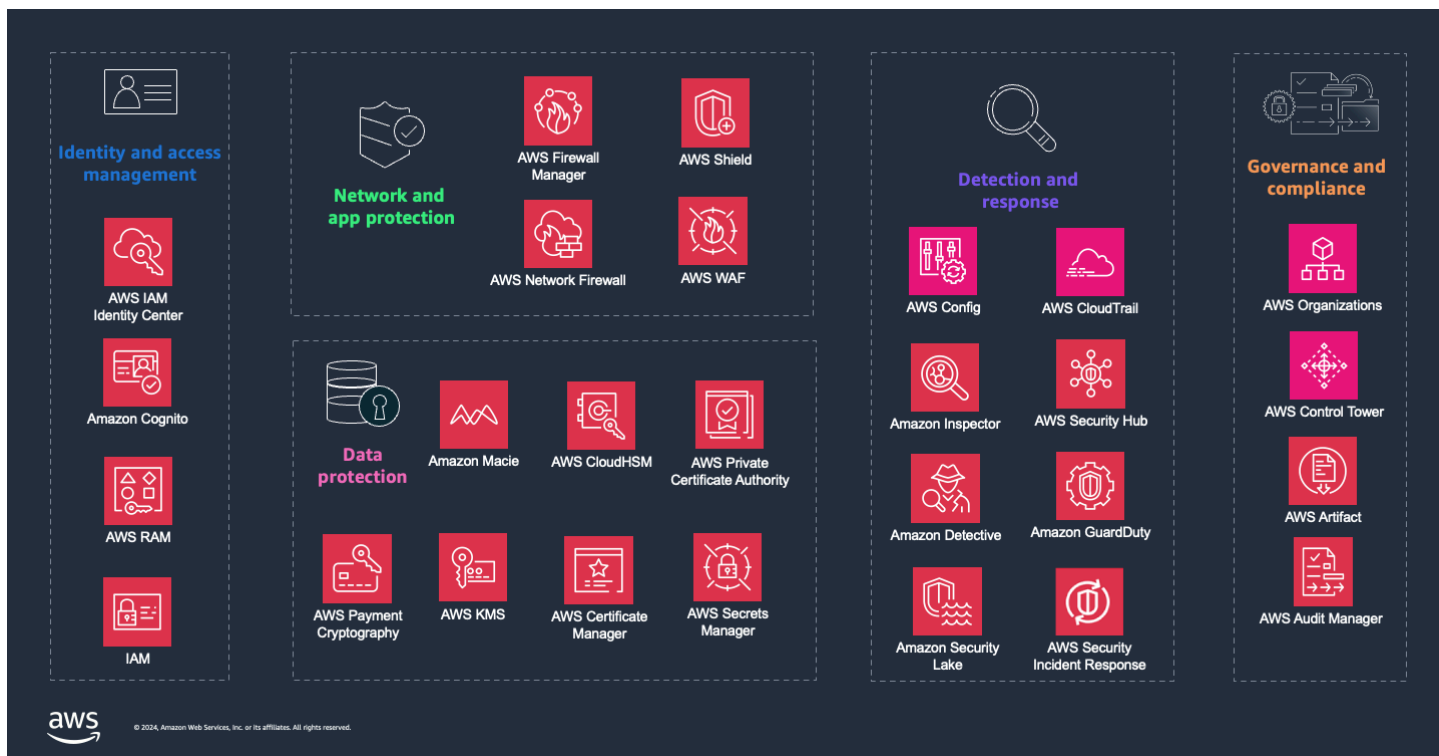 Identity and access
management
AWS IAM
Identity Center
Amazon Cognito
AWS RAM
IAM
Network and
app protection
AWS Firewall
Manager
AWS Shield
AWS Network Firewall
AWS WAF
Data
protection
Amazon Macie
AWS CloudHSM
AWS Private
Certificate Authority
AWS Payment
Cryptography
AWS KMS
AWS Certificate
Manager
AWS Secrets
Manager
Detection and
response
AWS Config
AWS CloudTrail
Amazon Inspector
AWS Security Hub
Amazon Detective
Amazon GuardDuty
Amazon Security
Lake
AWS Security
Incident Response
Governance and
compliance
AWS Organizations
AWS Control Tower
AWS Artifact
AWS Audit Manager
aws
© 2024, Amazon Web Services, Inc. or its affiliates. All rights reserved.